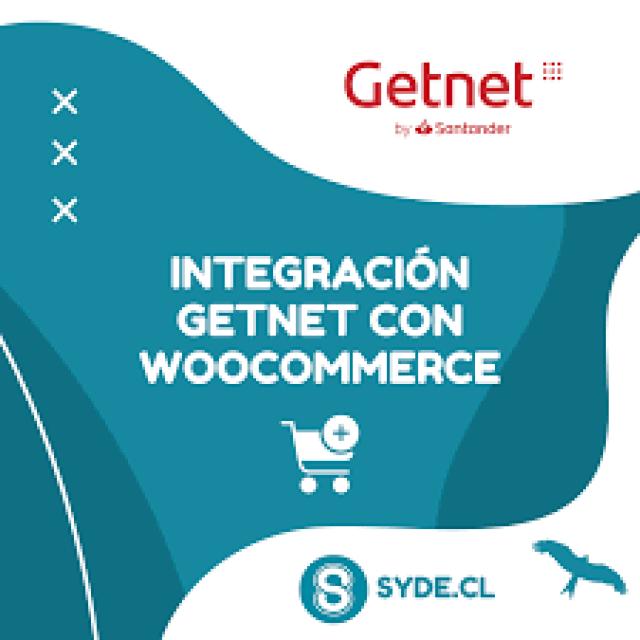 Getnet
by Santander
INTEGRACIÓN
GETNET CON
WOOCOMMERCE
SYDE.CL